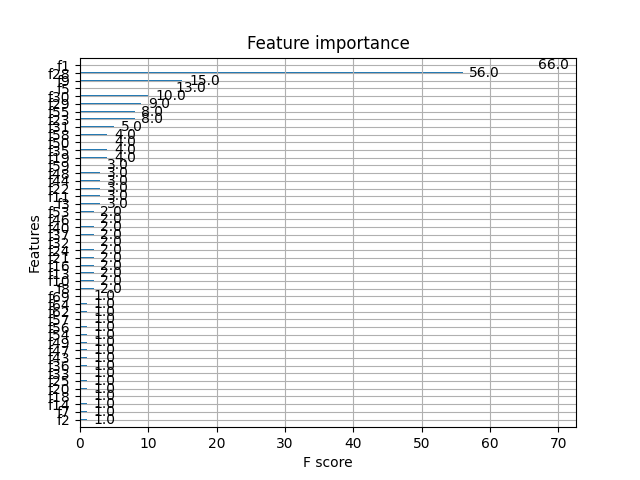 Feature importance
Features
f1 66.0
f28 56.0
f9 15.0
f5 13.0
f30 10.0
f29 9.0
f55 8.0
f23 8.0
f31 5.0
f58 4.0
f50 4.0
f35 4.0
f19 4.0
f59 3.0
f48 3.0
f44 3.0
f22 3.0
f11 3.0
f3 3.0
f53 2.0
f46 2.0
f40 2.0
f37 2.0
f32 2.0
f24 2.0
f21 2.0
f16 2.0
f13 2.0
f10 2.0
f8 2.0
f69 1.0
f64 1.0
f62 1.0
f57 1.0
f56 1.0
f54 1.0
f49 1.0
f47 1.0
f43 1.0
f36 1.0
f33 1.0
f25 1.0
f20 1.0
f18 1.0
f14 1.0
f7 1.0
f2 1.0
0 10 20 30 40 50 60 70
F score